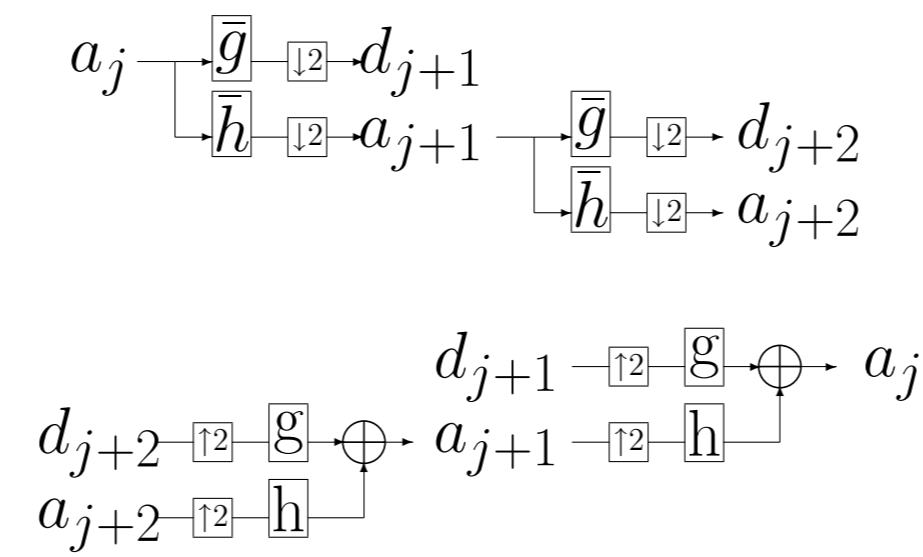 a_j g̅ ↓2 d_{j+1}
h̅ ↓2 a_{j+1} g̅ ↓2 d_{j+2}
h̅ ↓2 a_{j+2}
d_{j+1} ↑2 g ⊕ a_j
d_{j+2} ↑2 g ⊕ a_{j+1} ↑2 h
a_{j+2} ↑2 h